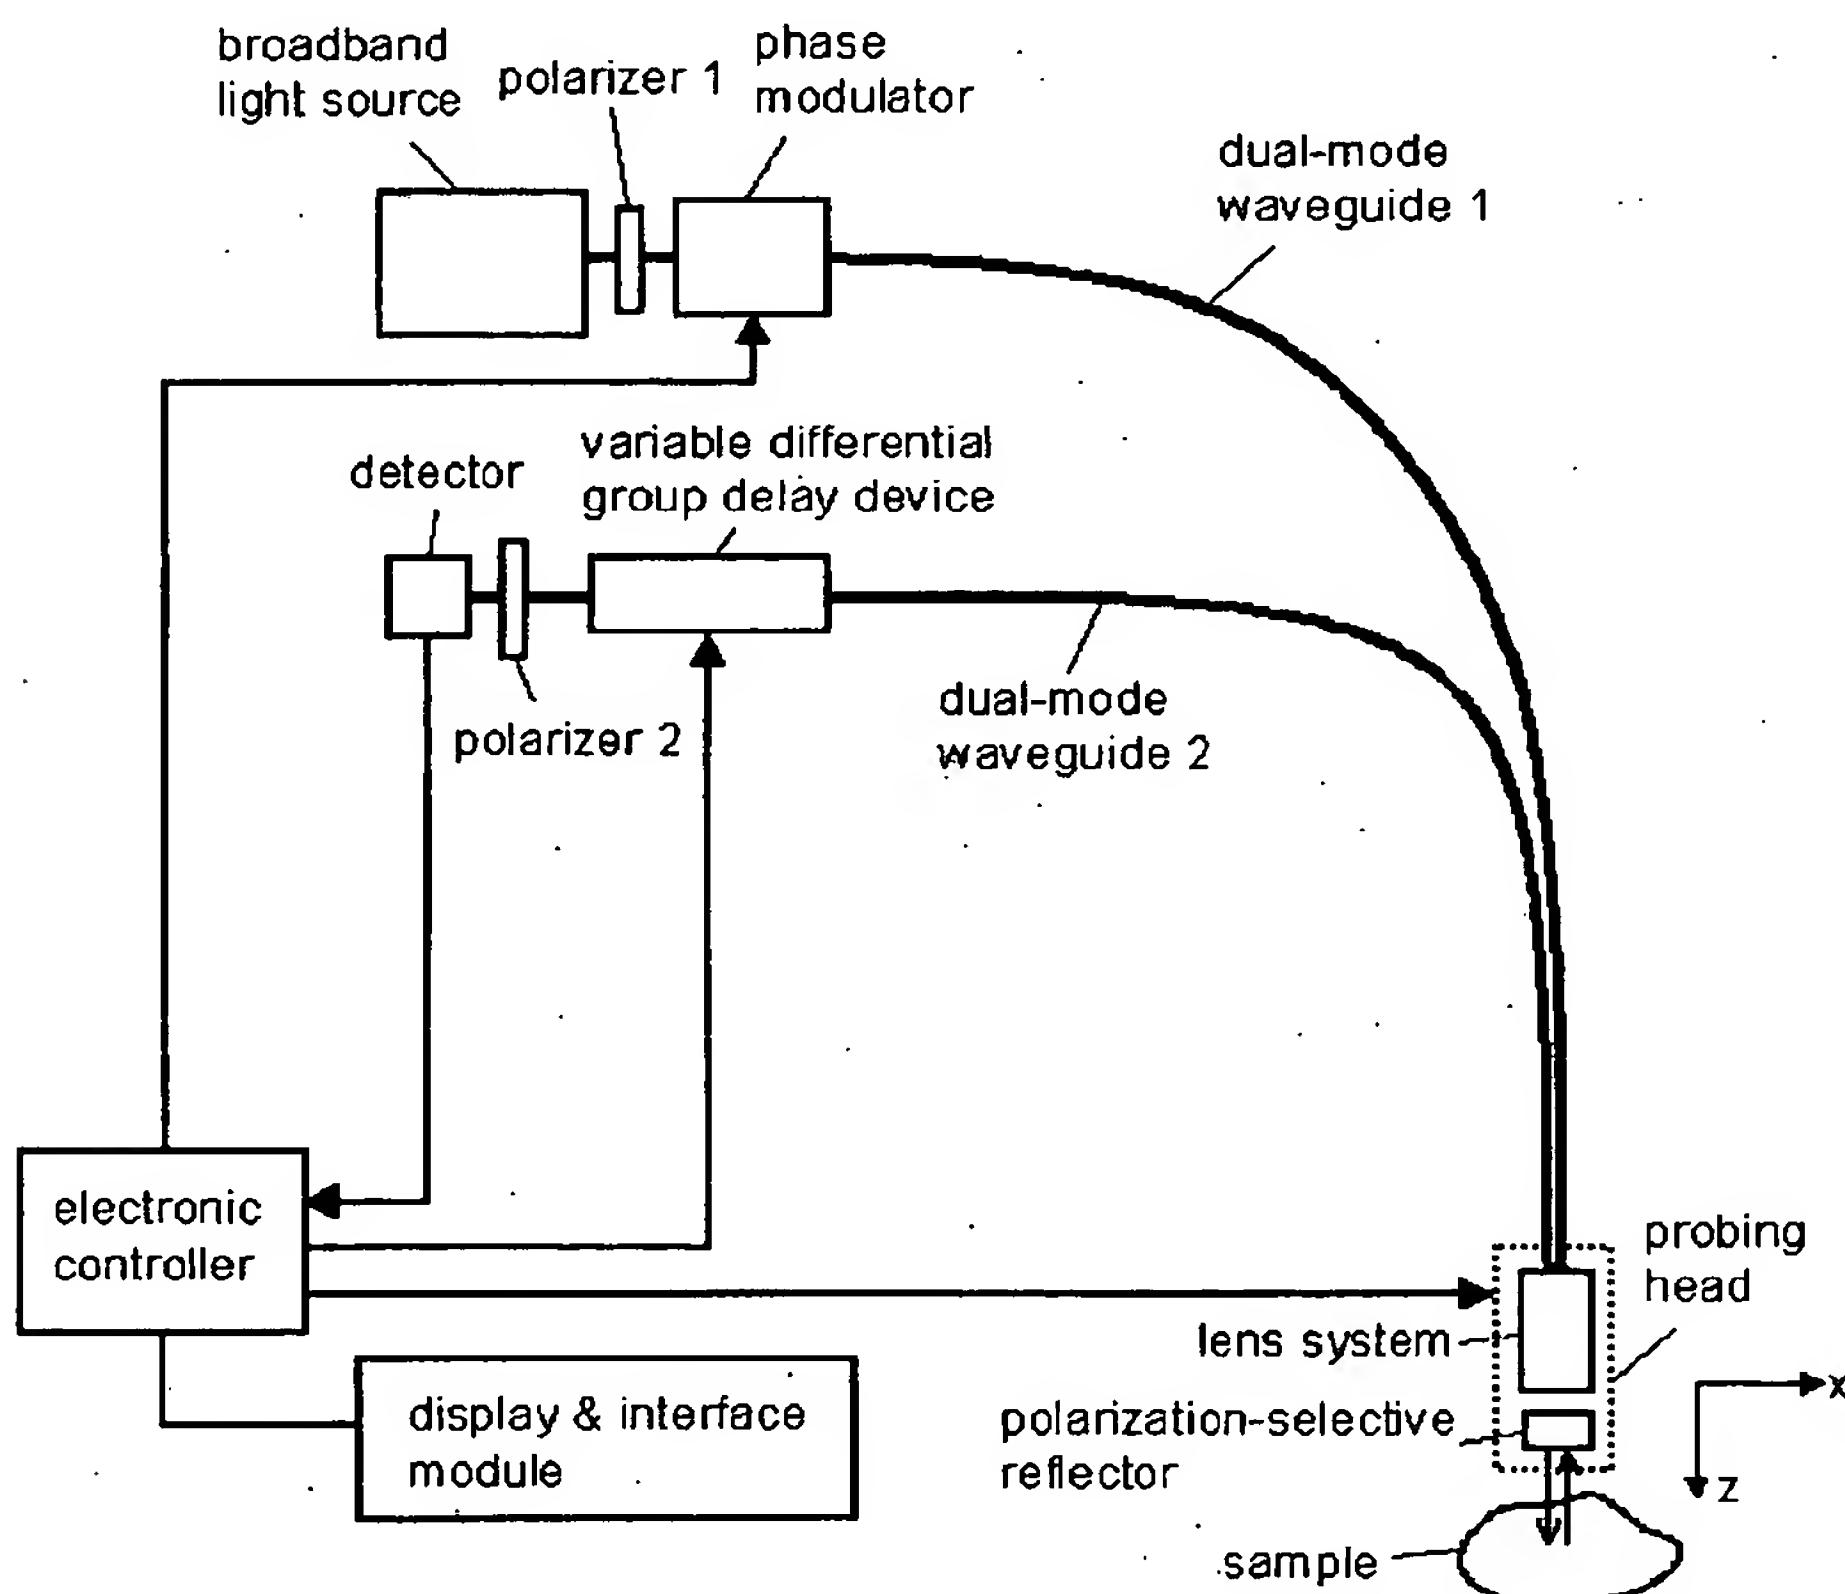 broadband
light source
polarizer 1
phase
modulator
dual-mode
waveguide 1
detector
variable differential
group delay device
polarizer 2
dual-mode
waveguide 2
electronic
controller
probing
head
lens system
x
display & interface
module
polarization-selective
reflector
z
sample